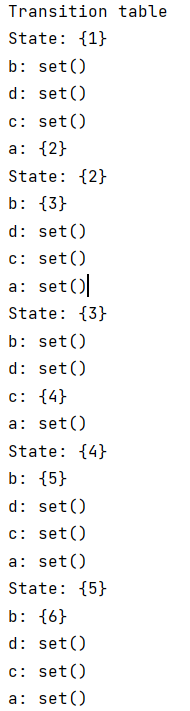 Transition table
State: {1}
b: set()
d: set()
c: set()
a: {2}
State: {2}
b: {3}
d: set()
c: set()
a: set()
State: {3}
b: set()
d: set()
c: {4}
a: set()
State: {4}
b: {5}
d: set()
c: set()
a: set()
State: {5}
b: {6}
d: set()
c: set()
a: set()